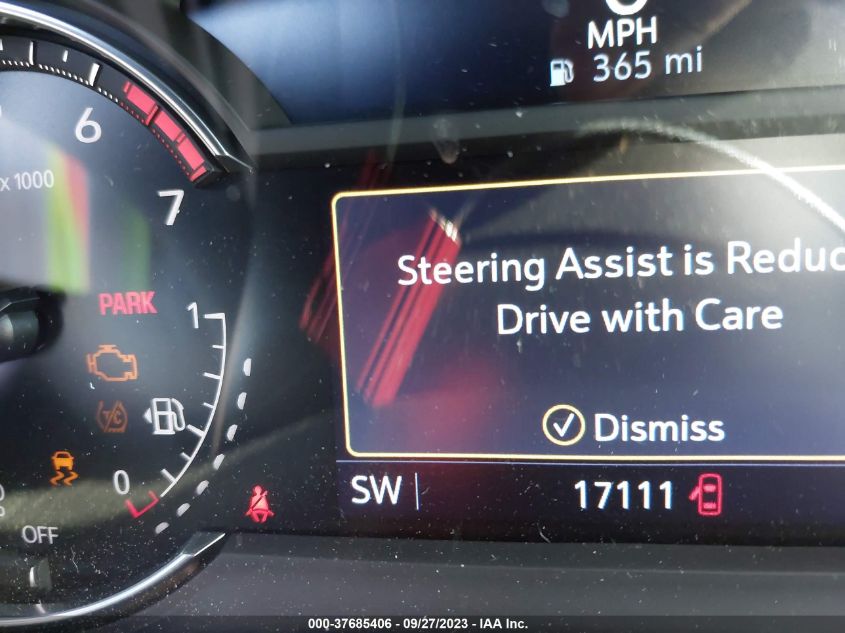 MPH
365 mi
6
x 1000
7
Steering Assist is Reduc
Drive with Care
PARK
1
0
Dismiss
SW
17111
OFF
000-37685406 - 09/27/2023 - IAA Inc.